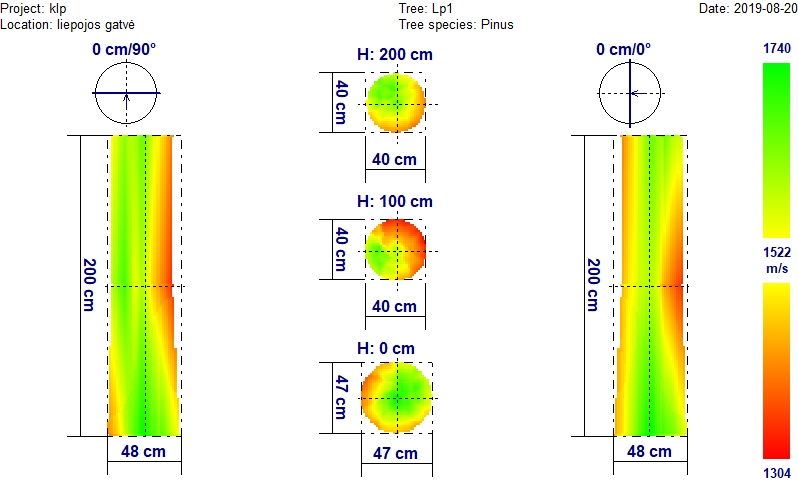 Project: klp
Tree: Lp1
Date: 2019-08-20
Location: liepojos gatvė
Tree species: Pinus
0 cm/90°
H: 200 cm
0 cm/0°
1740
40 cm
40 cm
H: 100 cm
200 cm
40 cm
200 cm
1522
m/s
40 cm
H: 0 cm
47 cm
48 cm
47 cm
48 cm
1304